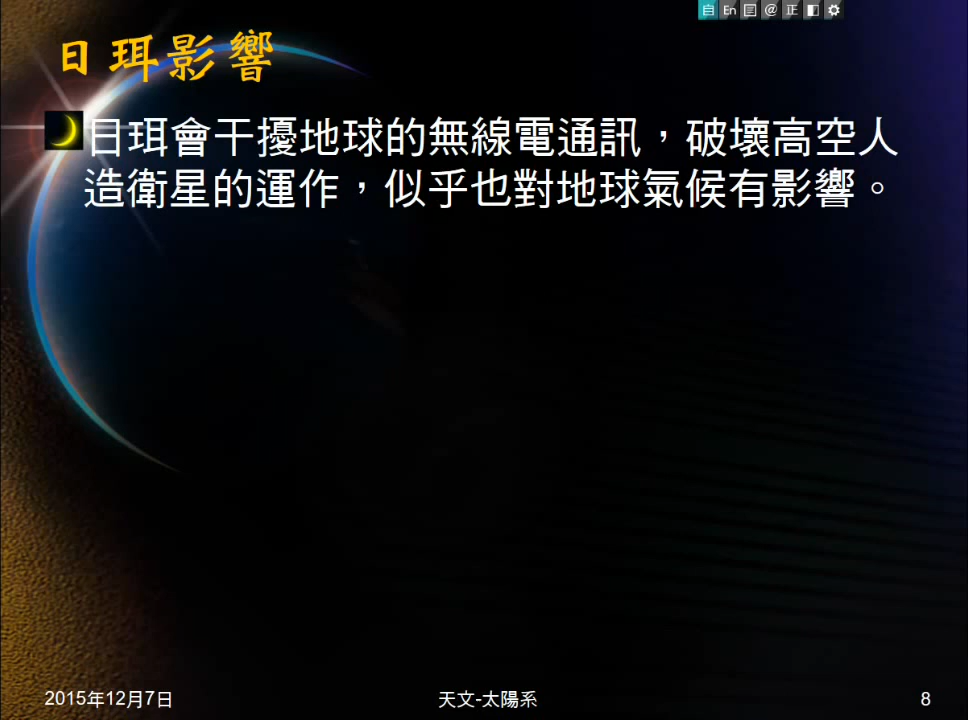 自 En @ 正
日珥影響
日珥會干擾地球的無線電通訊，破壞高空人
造衛星的運作，似乎也對地球氣候有影響。
2015年12月7日 天文-太陽系 8